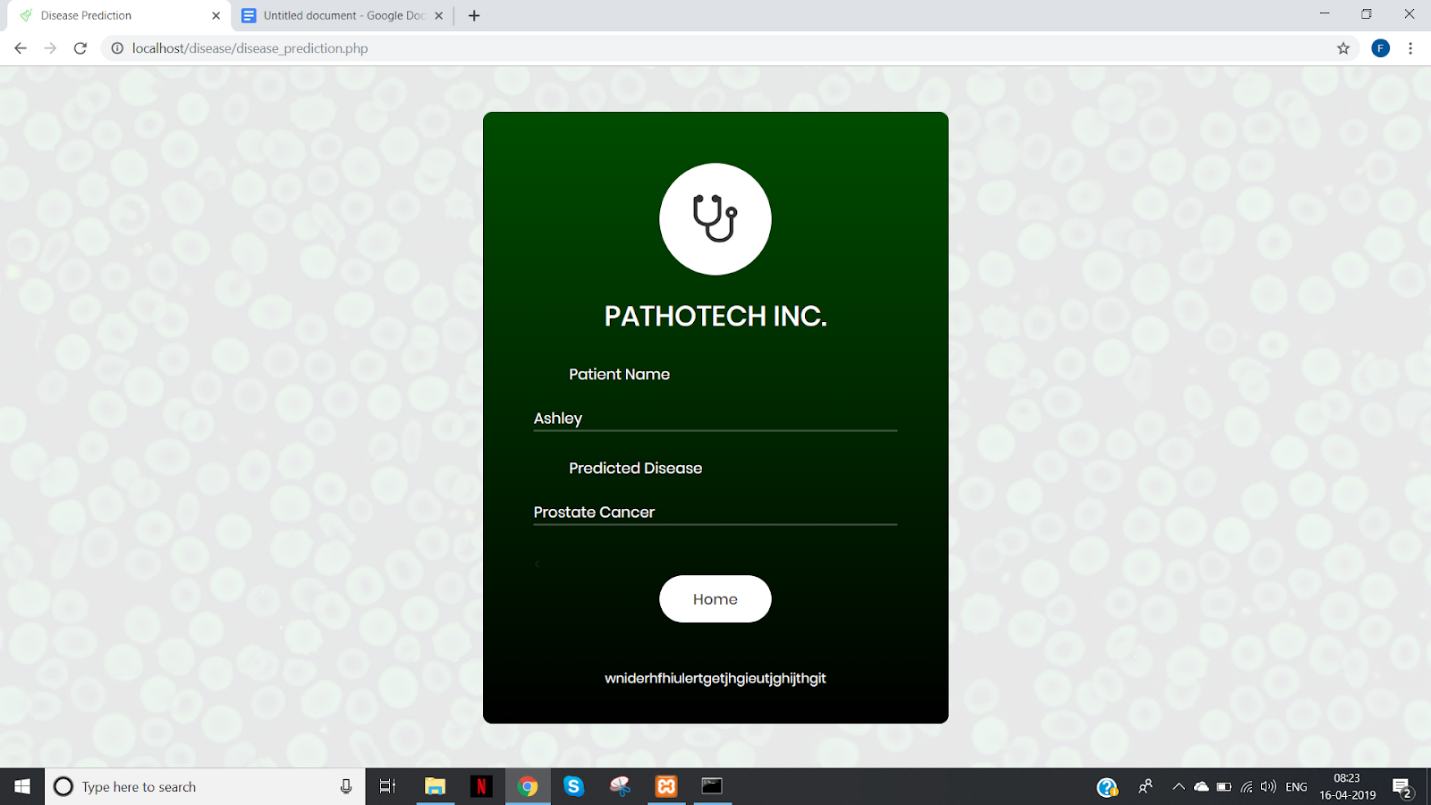 Disease Prediction
Untitled document - Google Doc
localhost/disease/disease_prediction.php
F
PATHOTECH INC.
Patient Name
Ashley
Predicted Disease
Prostate Cancer
<
Home
wniderhfhiulertgetjhgieutjghijthgit
Type here to search
N
S
ENG
08:23
16-04-2019
2